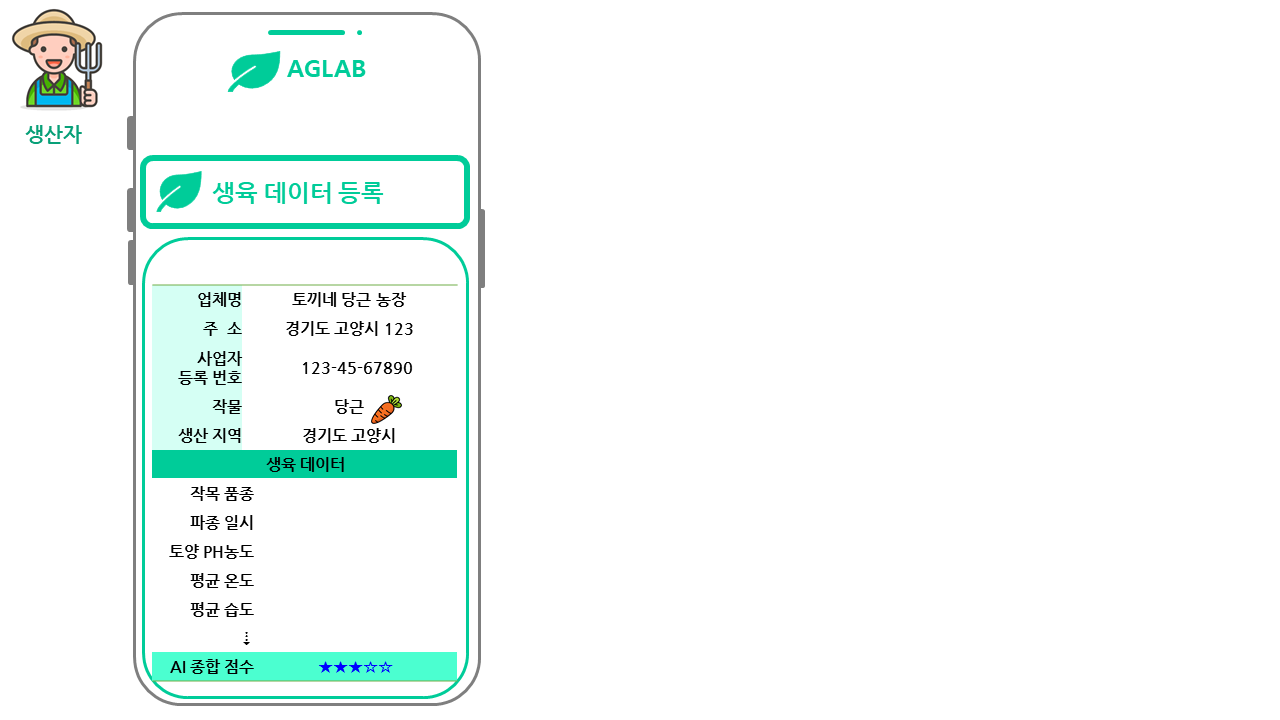 AGLAB
생산자
생육 데이터 등록
업체명 토끼네 당근 농장
주 소 경기도 고양시 123
사업자
등록 번호 123-45-67890
작물 당근
생산 지역 경기도 고양시
생육 데이터
작목 품종
파종 일시
토양 PH농도
평균 온도
평균 습도
⇣
AI 종합 점수 ★★★☆☆